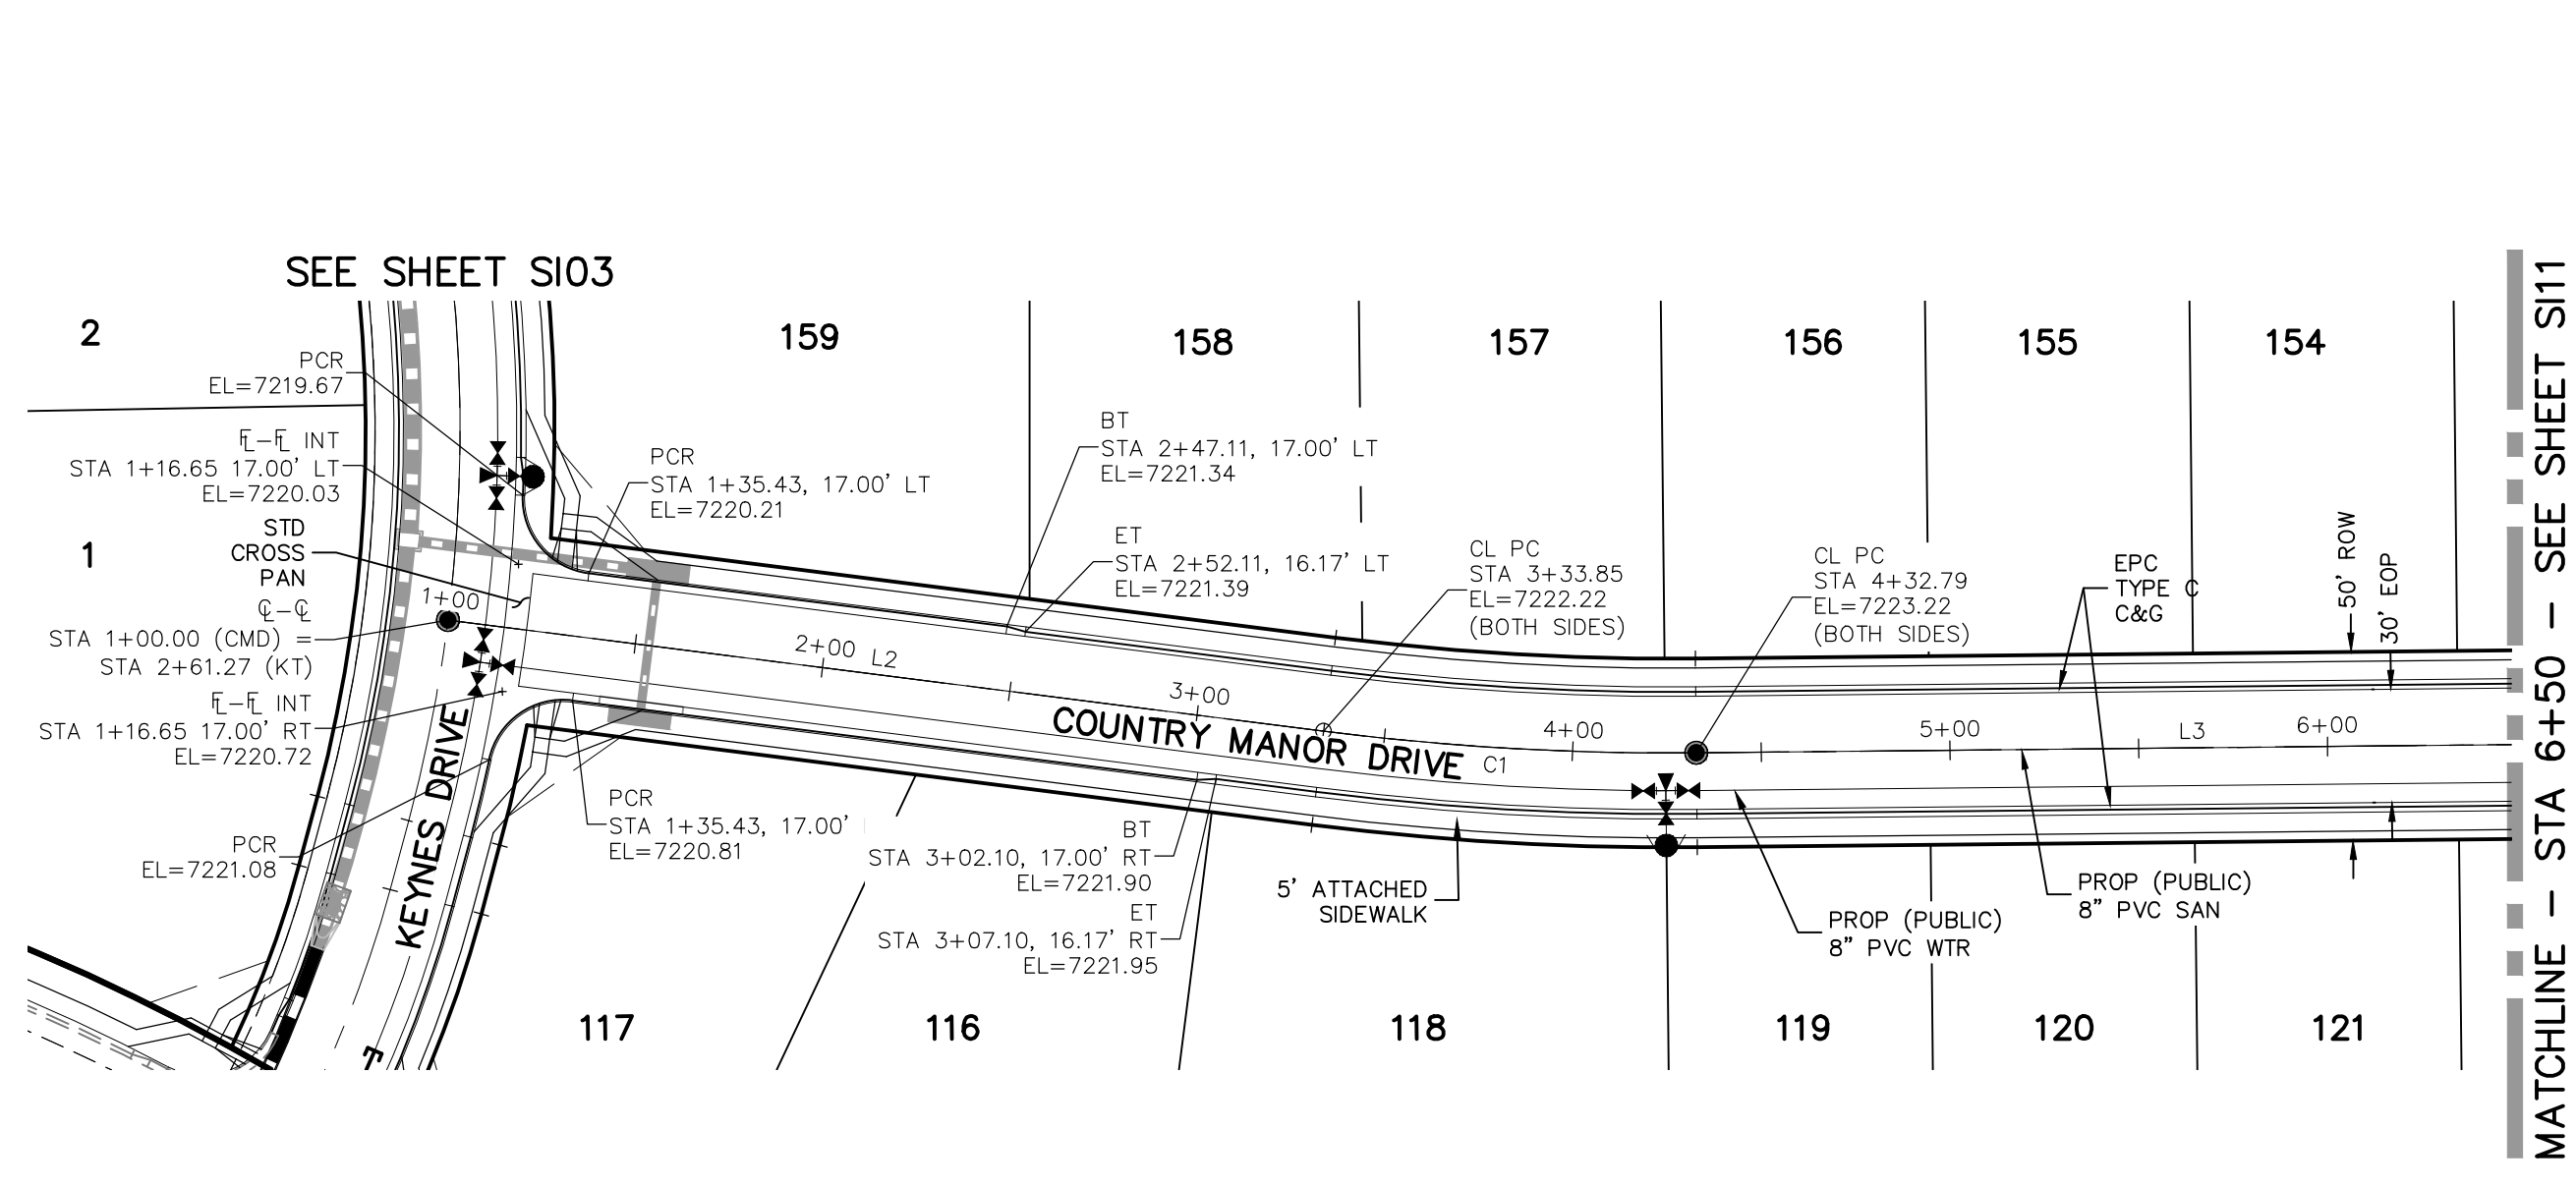 SEE SHEET SI03
2
159
158
157
156
155
154
PCR
EL=7219.67
FL-FL INT
STA 1+16.65 17.00' LT
EL=7220.03
STD
CROSS
PAN
1
CL-CL
STA 1+00.00 (CMD) =
STA 2+61.27 (KT)
FL-FL INT
STA 1+16.65 17.00' RT
EL=7220.72
PCR
EL=7221.08
PCR
STA 1+35.43, 17.00' LT
EL=7220.21
BT
STA 2+47.11, 17.00' LT
EL=7221.34
ET
STA 2+52.11, 16.17' LT
EL=7221.39
CL PC
STA 3+33.85
EL=7222.22
(BOTH SIDES)
CL PC
STA 4+32.79
EL=7223.22
(BOTH SIDES)
EPC
TYPE C
C&G
50' ROW
30' EOP
1+00
2+00 L2
3+00
4+00
5+00
L3
6+00
COUNTRY MANOR DRIVE
C1
KEYNES DRIVE
PCR
STA 1+35.43, 17.00'
EL=7220.81
BT
STA 3+02.10, 17.00' RT
EL=7221.90
ET
STA 3+07.10, 16.17' RT
EL=7221.95
5' ATTACHED
SIDEWALK
PROP (PUBLIC)
8" PVC WTR
PROP (PUBLIC)
8" PVC SAN
117
116
118
119
120
121
MATCHLINE - STA 6+50 - SEE SHEET SI11